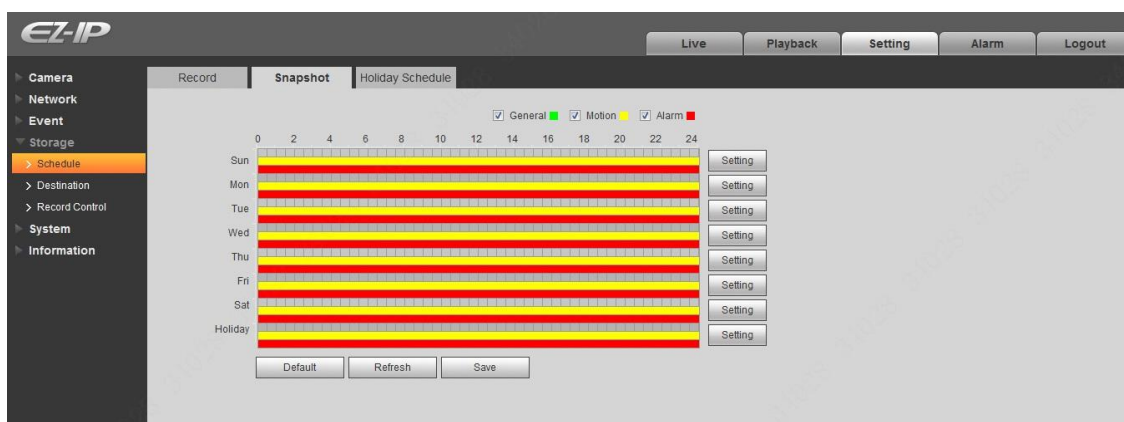 EZ-IP
Live Playback Setting Alarm Logout
Camera
Network
Event
Storage
Schedule
Destination
Record Control
System
Information
Record Snapshot Holiday Schedule
General Motion Alarm
0 2 4 6 8 10 12 14 16 18 20 22 24
Sun Setting
Mon Setting
Tue Setting
Wed Setting
Thu Setting
Fri Setting
Sat Setting
Holiday Setting
Default Refresh Save